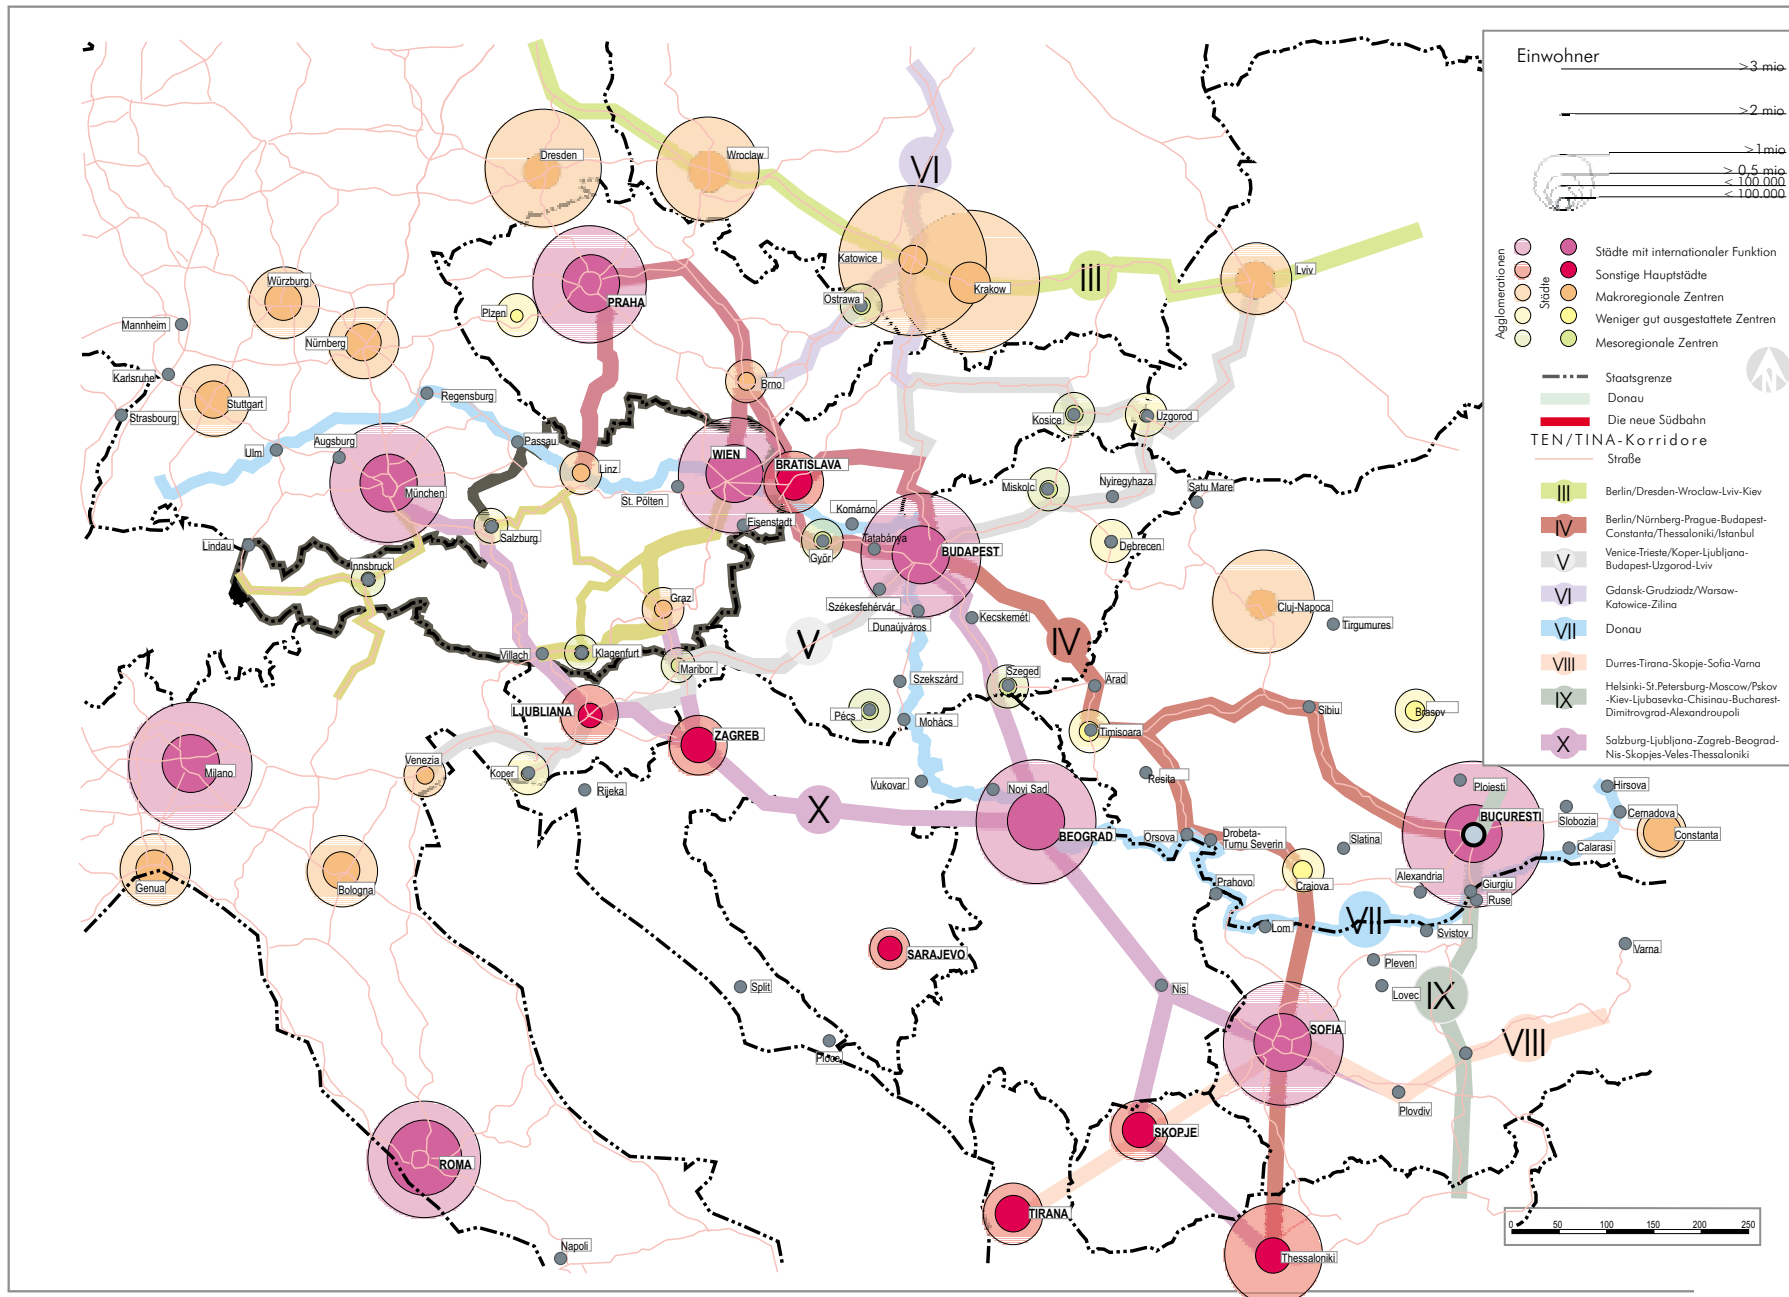 Einwohner
>3 mio
>2 mio
>1mio
> 0,5 mio
< 100.000
< 100.000
Agglomerationen
Städte
Städte mit internationaler Funktion
Sonstige Hauptstädte
Makroregionale Zentren
Weniger gut ausgestattete Zentren
Mesoregionale Zentren
Staatsgrenze
Donau
Die neue Südbahn
TEN/TINA-Korridore
Straße
III
Berlin/Dresden-Wroclaw-Lviv-Kiev
IV
Berlin/Nürnberg-Prague-Budapest-
Constanta/Thessaloniki/Istanbul
V
Venice-Trieste/Koper-Ljubljana-
Budapest-Uzgorod-Lviv
VI
Gdansk-Grudziadz/Warsaw-
Katowice-Zilina
VII
Donau
VIII
Durres-Tirana-Skopje-Sofia-Varna
IX
Helsinki-St.Petersburg-Moscow/Pskov
-Kiev-Ljubasevka-Chisinau-Bucharest-
Dimitrovgrad-Alexandroupoli
X
Salzburg-Ljubljana-Zagreb-Beograd-
Nis-Skopjes-Veles-Thessaloniki
N
Dresden
Wroclaw
VI
Katowice
Krakow
III
Lviv
Würzburg
PRAHA
Ostrawa
Plzen
Mannheim
Nürnberg
Karlsruhe
Brno
Stuttgart
Regensburg
Strasbourg
Kosice
Uzgorod
Augsburg
Passau
Ulm
WIEN
BRATISLAVA
Linz
München
St. Pölten
Miskolc
Nyiregyhaza
Satu Mare
Komárno
Eisenstadt
Salzburg
Tatabánya
Lindau
Györ
BUDAPEST
Debrecen
Innsbruck
Graz
Székesfehérvár
Cluj-Napoca
Dunaújváros
Kecskemét
Tirgumures
V
IV
Villach
Klagenfurt
Maribor
Szekszárd
Szeged
Arad
LJUBLIANA
Pécs
Mohács
Sibiu
Brasov
ZAGREB
Timisoara
Venezia
Milano
Koper
Rijeka
Vukovar
Novi Sad
Resita
Ploiesti
Hirsova
X
BEOGRAD
Orsova
Drobeta-
Turnu Severin
Slatina
BUCURESTI
Slobozia
Cernadova
Constanta
Calarasi
Genua
Bologna
Prahovo
Craiova
Alexandria
Giurgiu
Ruse
VII
Lom
Svistov
SARAJEVO
Varna
Pleven
Split
Nis
Lovec
IX
SOFIA
VIII
Ploce
Plovdiv
SKOPJE
ROMA
TIRANA
Napoli
Thessaloniki
0
50
100
150
200
250